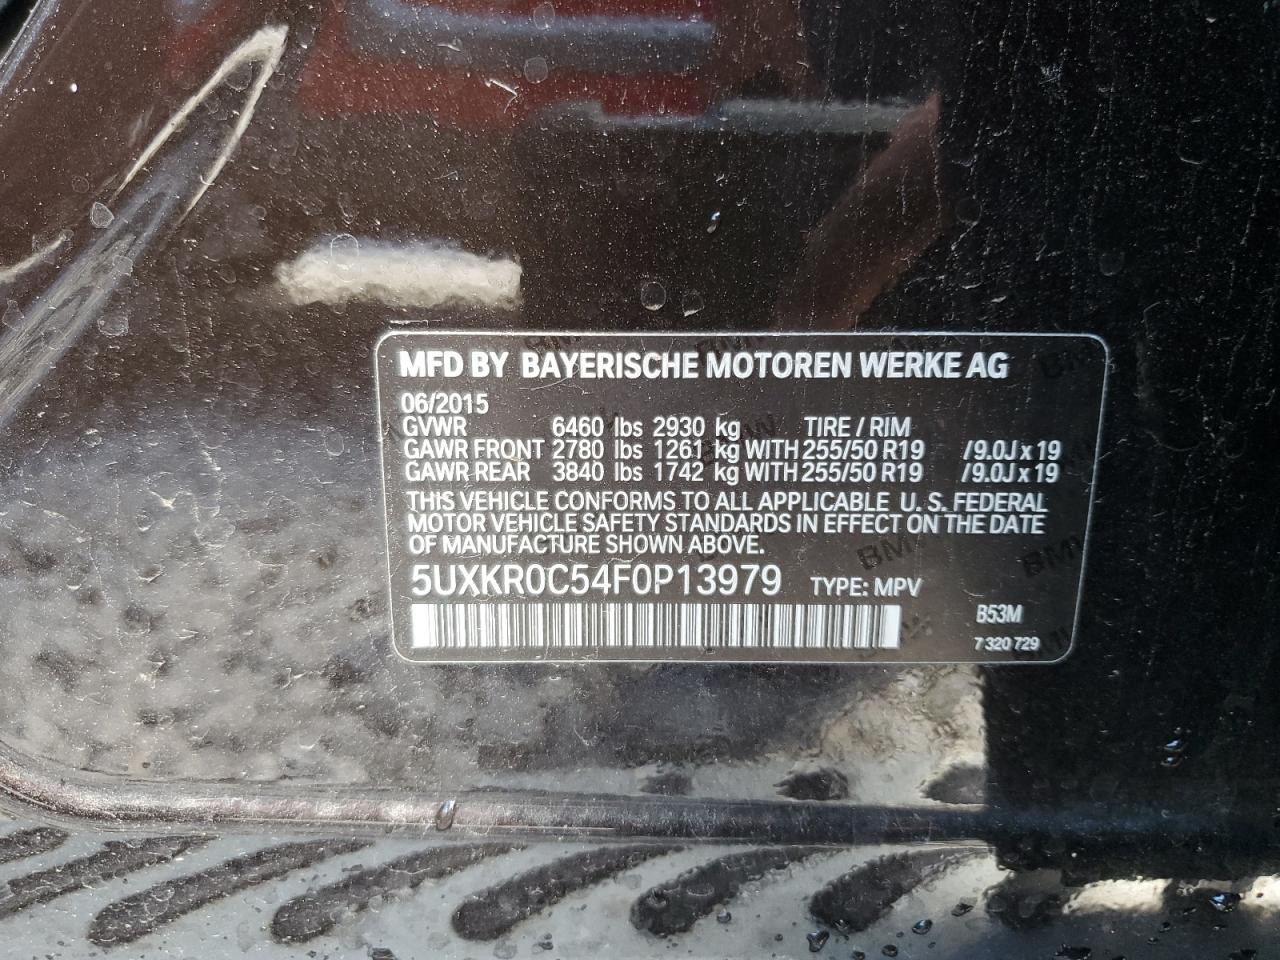 MFD BY BAYERISCHE MOTOREN WERKE AG
06/2015
GVWR 6460 lbs 2930 kg TIRE / RIM
GAWR FRONT 2780 lbs 1261 kg WITH 255/50 R19 /9.0J x 19
GAWR REAR 3840 lbs 1742 kg WITH 255/50 R19 /9.0J x 19
THIS VEHICLE CONFORMS TO ALL APPLICABLE U. S. FEDERAL
MOTOR VEHICLE SAFETY STANDARDS IN EFFECT ON THE DATE
OF MANUFACTURE SHOWN ABOVE.
5UXKR0C54F0P13979 TYPE: MPV
B53M
7 320 729